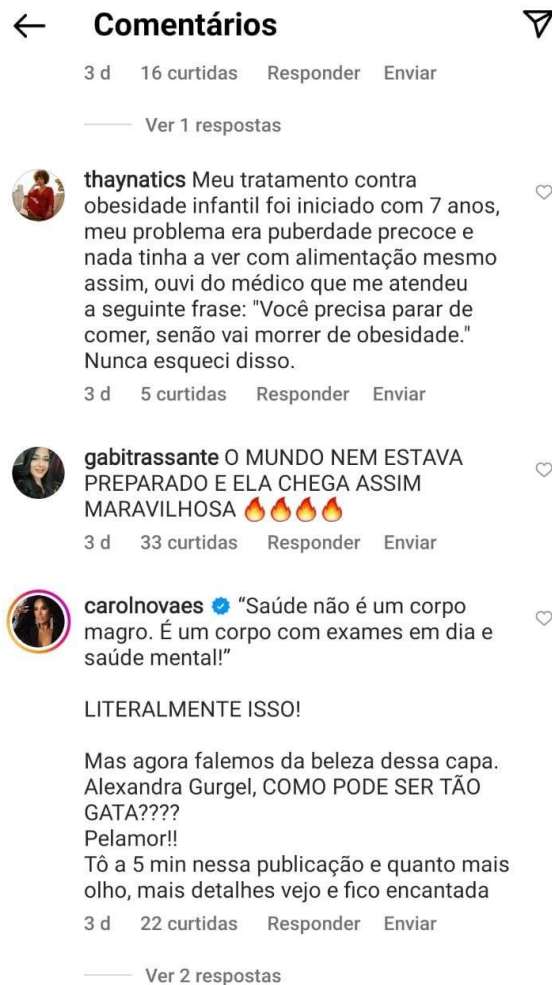 Comentários
3 d 16 curtidas Responder Enviar
Ver 1 respostas
thaynatics Meu tratamento contra
obesidade infantil foi iniciado com 7 anos,
meu problema era puberdade precoce e
nada tinha a ver com alimentação mesmo
assim, ouvi do médico que me atendeu
a seguinte frase: "Você precisa parar de
comer, senão vai morrer de obesidade."
Nunca esqueci disso.
3 d 5 curtidas Responder Enviar
gabitrassante O MUNDO NEM ESTAVA
PREPARADO E ELA CHEGA ASSIM
MARAVILHOSA 🔥🔥🔥🔥
3 d 33 curtidas Responder Enviar
carolnovaes “Saúde não é um corpo
magro. É um corpo com exames em dia e
saúde mental!”
LITERALMENTE ISSO!
Mas agora falemos da beleza dessa capa.
Alexandra Gurgel, COMO PODE SER TÃO
GATA????
Pelamor!!
Tô a 5 min nessa publicação e quanto mais
olho, mais detalhes vejo e fico encantada
3 d 22 curtidas Responder Enviar
Ver 2 respostas